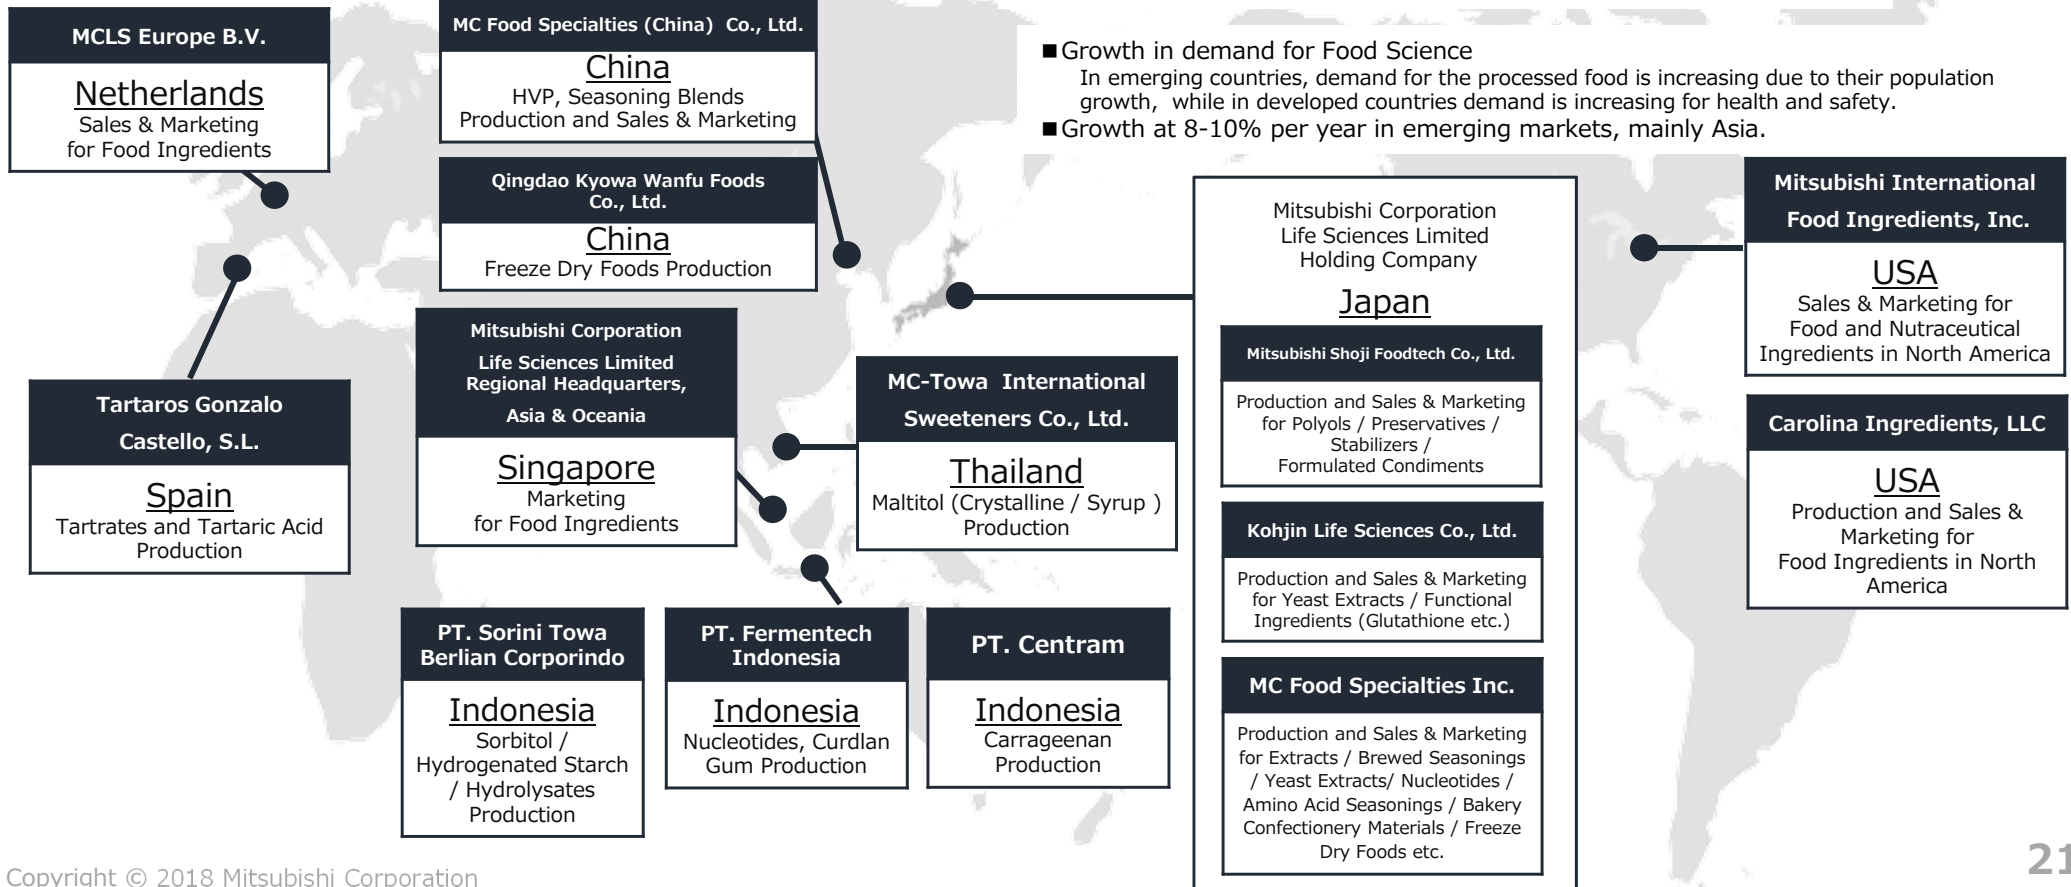 MCLS Europe B.V.
Netherlands
Sales & Marketing
for Food Ingredients
MC Food Specialties (China) Co., Ltd.
China
HVP, Seasoning Blends
Production and Sales & Marketing
Qingdao Kyowa Wanfu Foods
Co., Ltd.
China
Freeze Dry Foods Production
■Growth in demand for Food Science
In emerging countries, demand for the processed food is increasing due to their population
growth, while in developed countries demand is increasing for health and safety.
■Growth at 8-10% per year in emerging markets, mainly Asia.
Tartaros Gonzalo
Castello, S.L.
Spain
Tartrates and Tartaric Acid
Production
Mitsubishi Corporation
Life Sciences Limited
Regional Headquarters,
Asia & Oceania
Singapore
Marketing
for Food Ingredients
MC-Towa International
Sweeteners Co., Ltd.
Thailand
Maltitol (Crystalline / Syrup )
Production
PT. Sorini Towa
Berlian Corporindo
Indonesia
Sorbitol /
Hydrogenated Starch
/ Hydrolysates
Production
PT. Fermentech
Indonesia
Indonesia
Nucleotides, Curdlan
Gum Production
PT. Centram
Indonesia
Carrageenan
Production
Mitsubishi Corporation
Life Sciences Limited
Holding Company
Japan
Mitsubishi Shoji Foodtech Co., Ltd.
Production and Sales & Marketing
for Polyols / Preservatives /
Stabilizers /
Formulated Condiments
Kohjin Life Sciences Co., Ltd.
Production and Sales & Marketing
for Yeast Extracts / Functional
Ingredients (Glutathione etc.)
MC Food Specialties Inc.
Production and Sales & Marketing
for Extracts / Brewed Seasonings
/ Yeast Extracts/ Nucleotides /
Amino Acid Seasonings / Bakery
Confectionery Materials / Freeze
Dry Foods etc.
Mitsubishi International
Food Ingredients, Inc.
USA
Sales & Marketing for
Food and Nutraceutical
Ingredients in North America
Carolina Ingredients, LLC
USA
Production and Sales &
Marketing for
Food Ingredients in North
America
Copyright © 2018 Mitsubishi Corporation
21